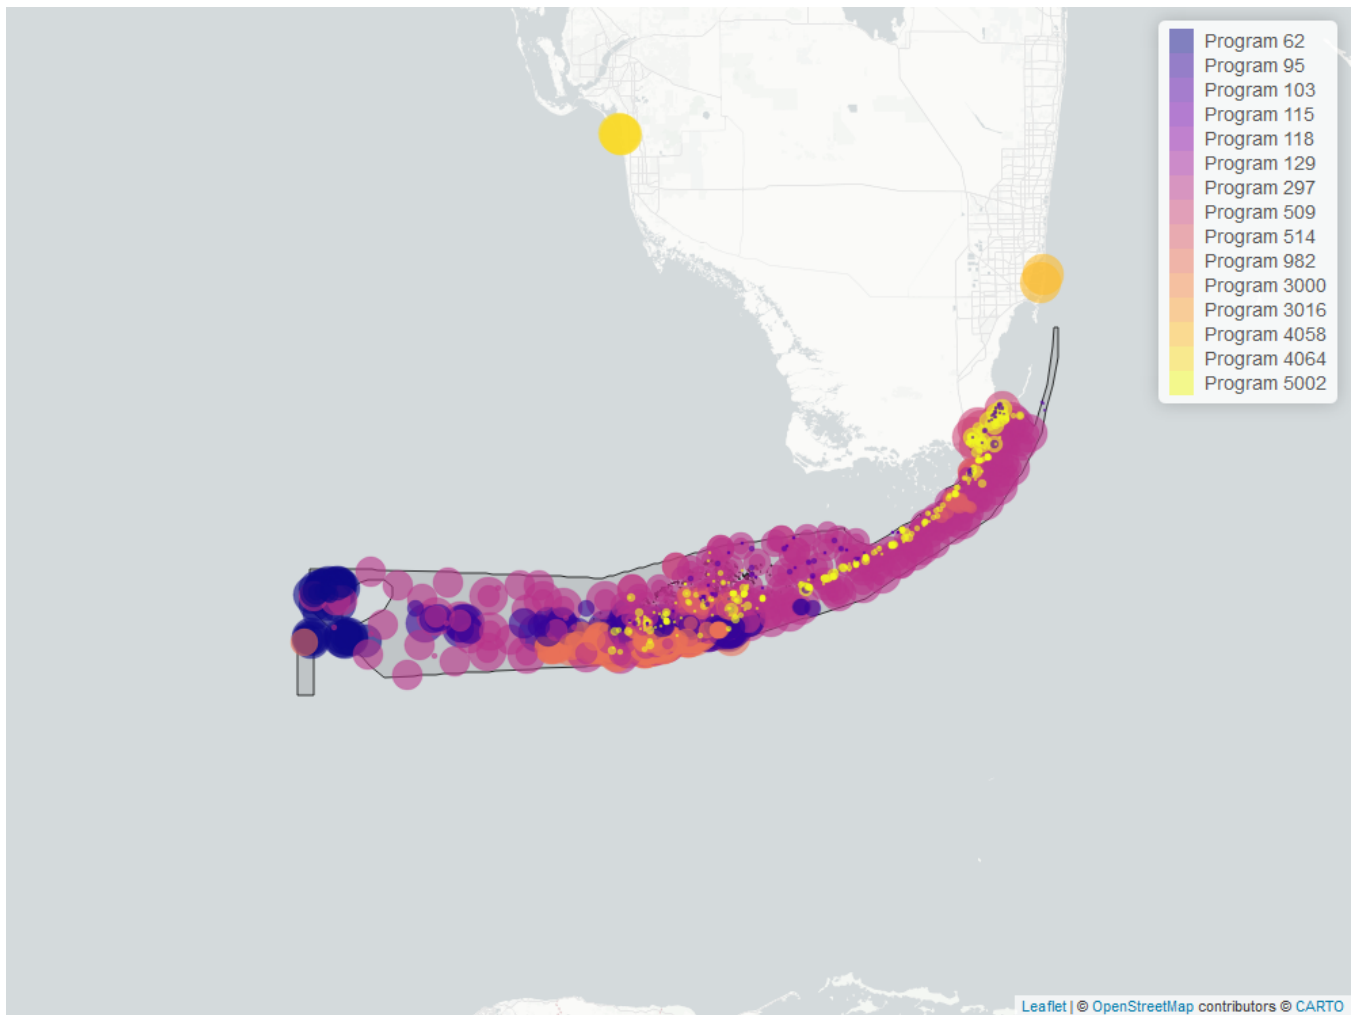 Program 62
Program 95
Program 103
Program 115
Program 118
Program 129
Program 297
Program 509
Program 514
Program 982
Program 3000
Program 3016
Program 4058
Program 4064
Program 5002
Leaflet | © OpenStreetMap contributors © CARTO